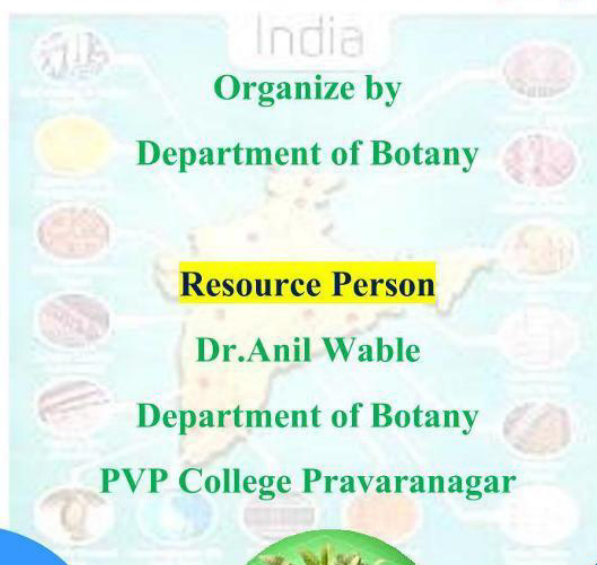 India
Organize by
Department of Botany
Resource Person
Dr.Anil Wable
Department of Botany
PVP College Pravaranagar